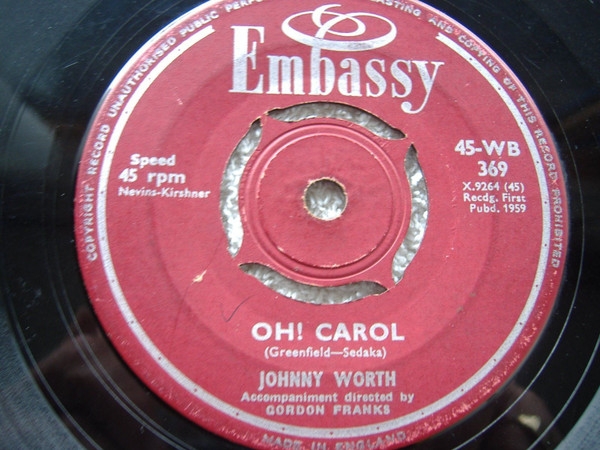 COPYRIGHT RECORD UNAUTHORISED PUBLIC PERF
CASTING AND COPYING OF THIS RECORD PROHIBITED
Embassy
Speed
45 rpm
Nevins-Kirshner
45-WB
369
X.9264 (45)
Recdg. First
Pubd. 1959
OH! CAROL
(Greenfield—Sedaka)
JOHNNY WORTH
Accompaniment directed by
GORDON FRANKS
MADE IN ENGLAND